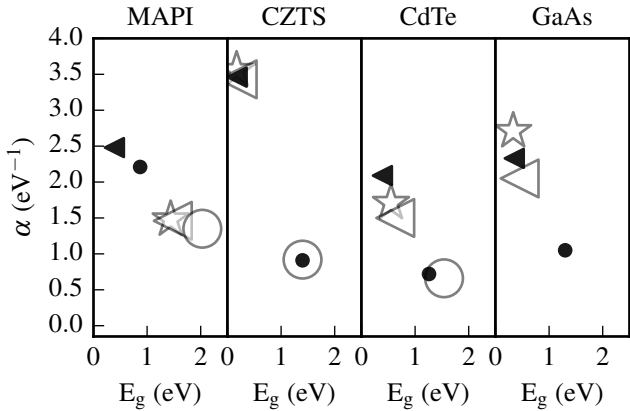 MAPI CZTS CdTe GaAs
4.0
3.5
3.0
2.5
2.0
1.5
1.0
0.5
0.0
α (eV⁻¹)
0 1 2 0 1 2 0 1 2 0 1 2
E_g (eV) E_g (eV) E_g (eV) E_g (eV)